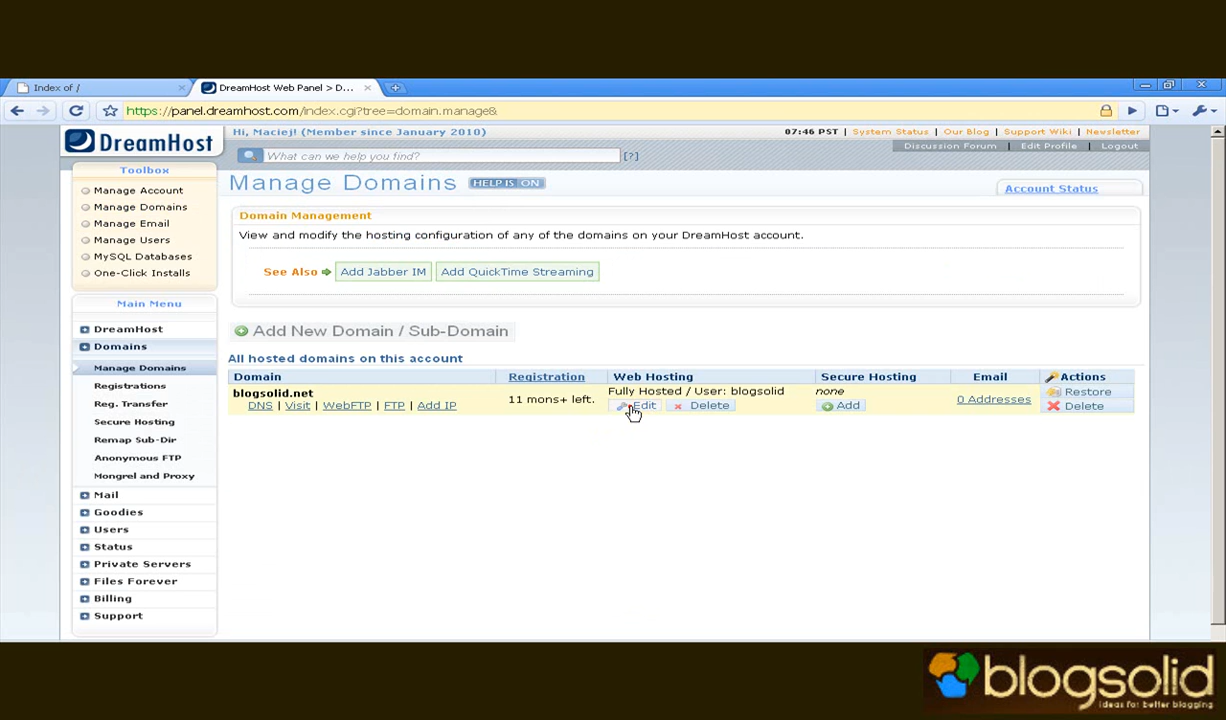 Index of /
DreamHost Web Panel > D...
https://panel.dreamhost.com/index.cgi?tree=domain.manage&
DreamHost
Hi, Maciej! (Member since January 2010)
07:46 PST | System Status | Our Blog | Support Wiki | Newsletter
What can we help you find?
[?]
Discussion Forum | Edit Profile | Logout
Toolbox
Manage Account
Manage Domains
Manage Email
Manage Users
MySQL Databases
One-Click Installs
Main Menu
DreamHost
Domains
Manage Domains
Registrations
Reg. Transfer
Secure Hosting
Remap Sub-Dir
Anonymous FTP
Mongrel and Proxy
Mail
Goodies
Users
Status
Private Servers
Files Forever
Billing
Support
Manage Domains
HELP IS ON
Account Status
Domain Management
View and modify the hosting configuration of any of the domains on your DreamHost account.
See Also
Add Jabber IM
Add QuickTime Streaming
Add New Domain / Sub-Domain
All hosted domains on this account
Domain Registration Web Hosting Secure Hosting Email Actions
blogsolid.net
DNS | Visit | WebFTP | FTP | Add IP
11 mons+ left.
Fully Hosted / User: blogsolid
Edit Delete
none
Add
0 Addresses
Restore
Delete
blogsolid
ideas for better blogging